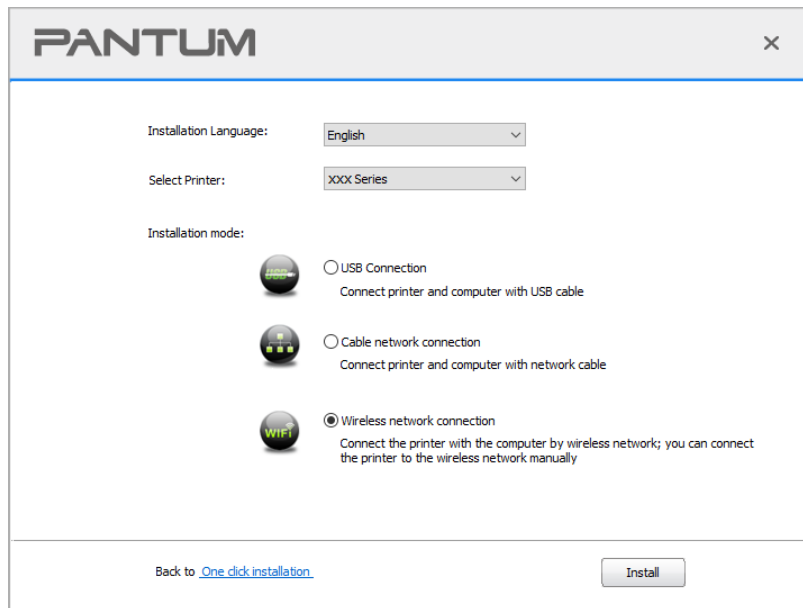 PANTUM
Installation Language:
English
Select Printer:
XXX Series
Installation mode:
USB
USB Connection
Connect printer and computer with USB cable
Cable network connection
Connect printer and computer with network cable
WiFi
Wireless network connection
Connect the printer with the computer by wireless network; you can connect
the printer to the wireless network manually
Back to One click installation
Install